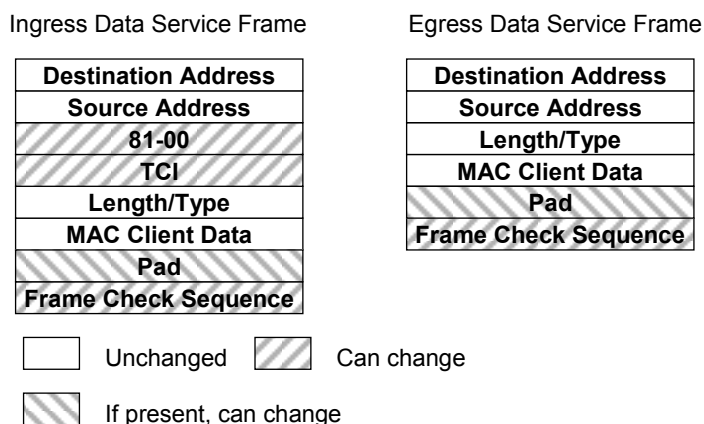 Ingress Data Service Frame
Destination Address
Source Address
81-00
TCI
Length/Type
MAC Client Data
Pad
Frame Check Sequence
Egress Data Service Frame
Destination Address
Source Address
Length/Type
MAC Client Data
Pad
Frame Check Sequence
Unchanged
Can change
If present, can change